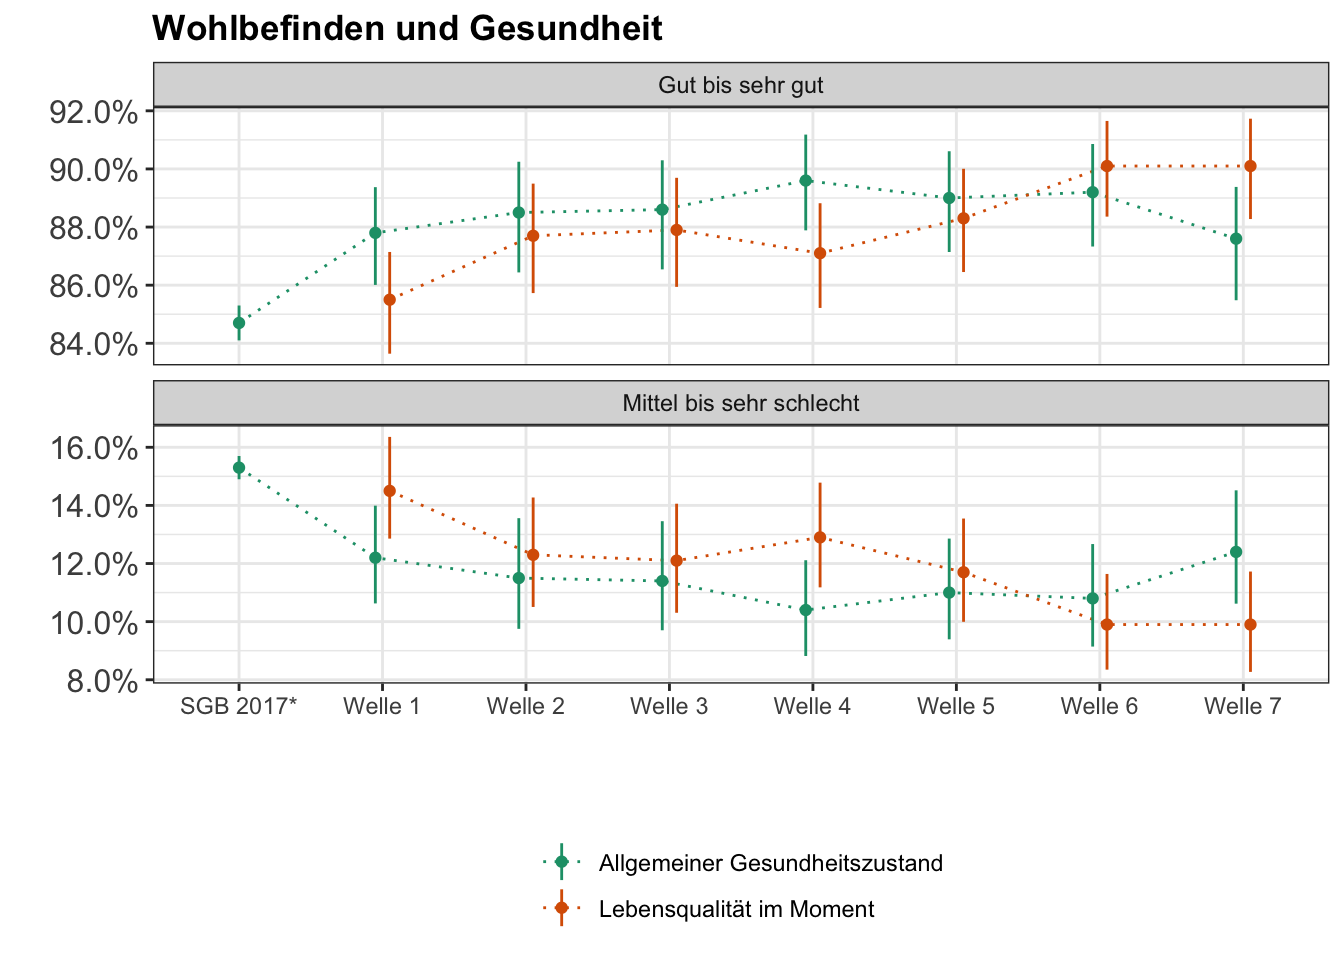 Wohlbefinden und Gesundheit
Gut bis sehr gut
92.0%
90.0%
88.0%
86.0%
84.0%
Mittel bis sehr schlecht
16.0%
14.0%
12.0%
10.0%
8.0%
SGB 2017* Welle 1 Welle 2 Welle 3 Welle 4 Welle 5 Welle 6 Welle 7
Allgemeiner Gesundheitszustand
Lebensqualität im Moment